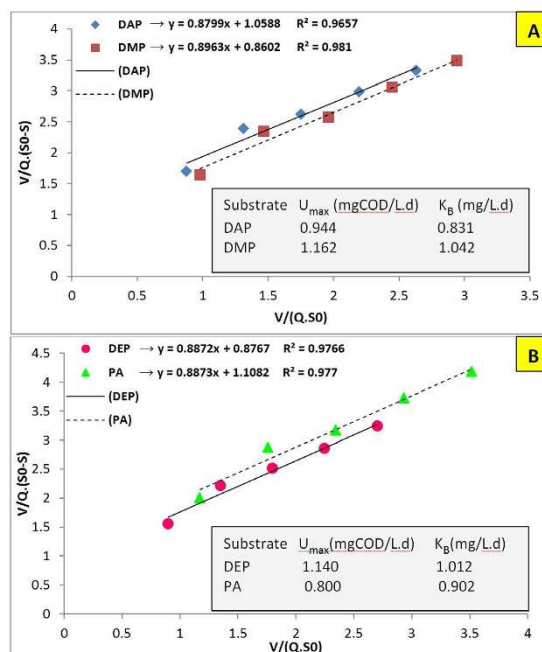 A
DAP → y = 0.8799x + 1.0588 R² = 0.9657
DMP → y = 0.8963x + 0.8602 R² = 0.981
(DAP)
(DMP)
V/Q.(S0-S)
4
3.5
3
2.5
2
1.5
1
0.5
0
Substrate Umax (mgCOD/L.d) KB (mg/L.d)
DAP 0.944 0.831
DMP 1.162 1.042
0 0.5 1 1.5 2 2.5 3 3.5
V/(Q.S0)
B
DEP → y = 0.8872x + 0.8767 R² = 0.9766
PA → y = 0.8873x + 1.1082 R² = 0.977
(DEP)
(PA)
V/Q.(S0-S)
4.5
4
3.5
3
2.5
2
1.5
1
0.5
0
Substrate Umax (mgCOD/L.d) KB(mg/L.d)
DEP 1.140 1.012
PA 0.800 0.902
0 0.5 1 1.5 2 2.5 3 3.5 4
V/(Q.S0)